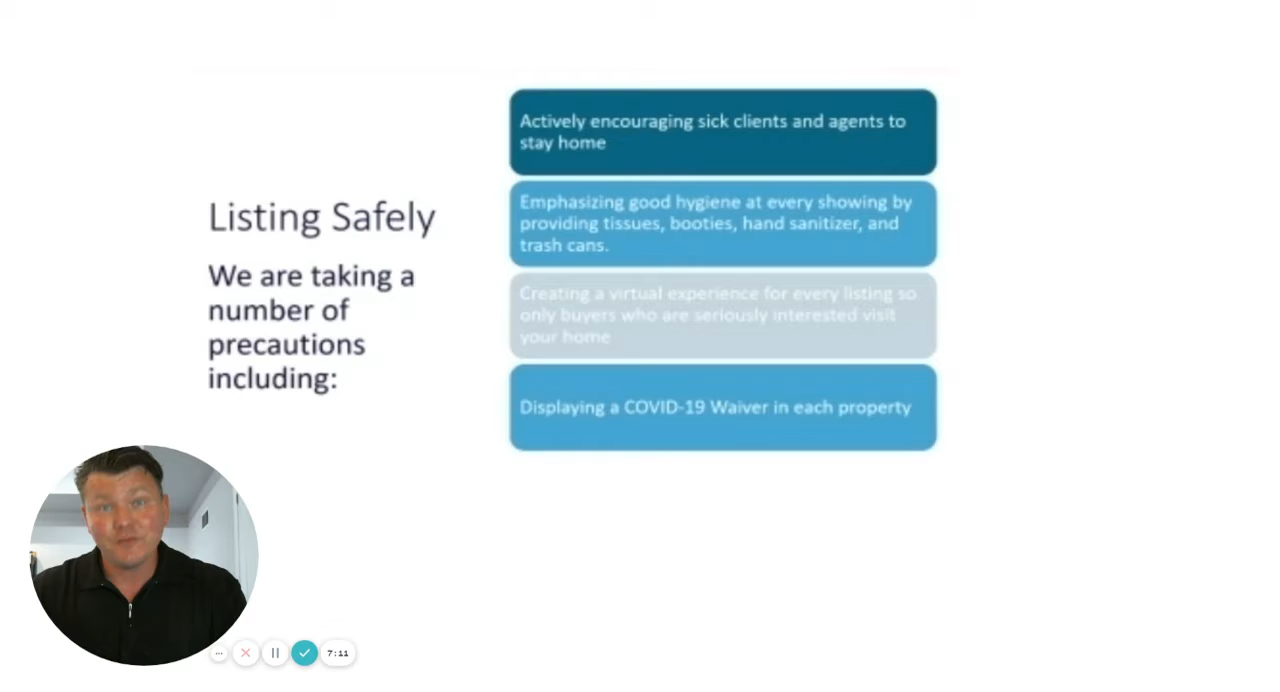 Listing Safely
We are taking a
number of
precautions
including:
Actively encouraging sick clients and agents to
stay home
Emphasizing good hygiene at every showing by
providing tissues, booties, hand sanitizer, and
trash cans.
Creating a virtual experience for every listing so
only buyers who are seriously interested visit
your home
Displaying a COVID-19 Waiver in each property
7:11